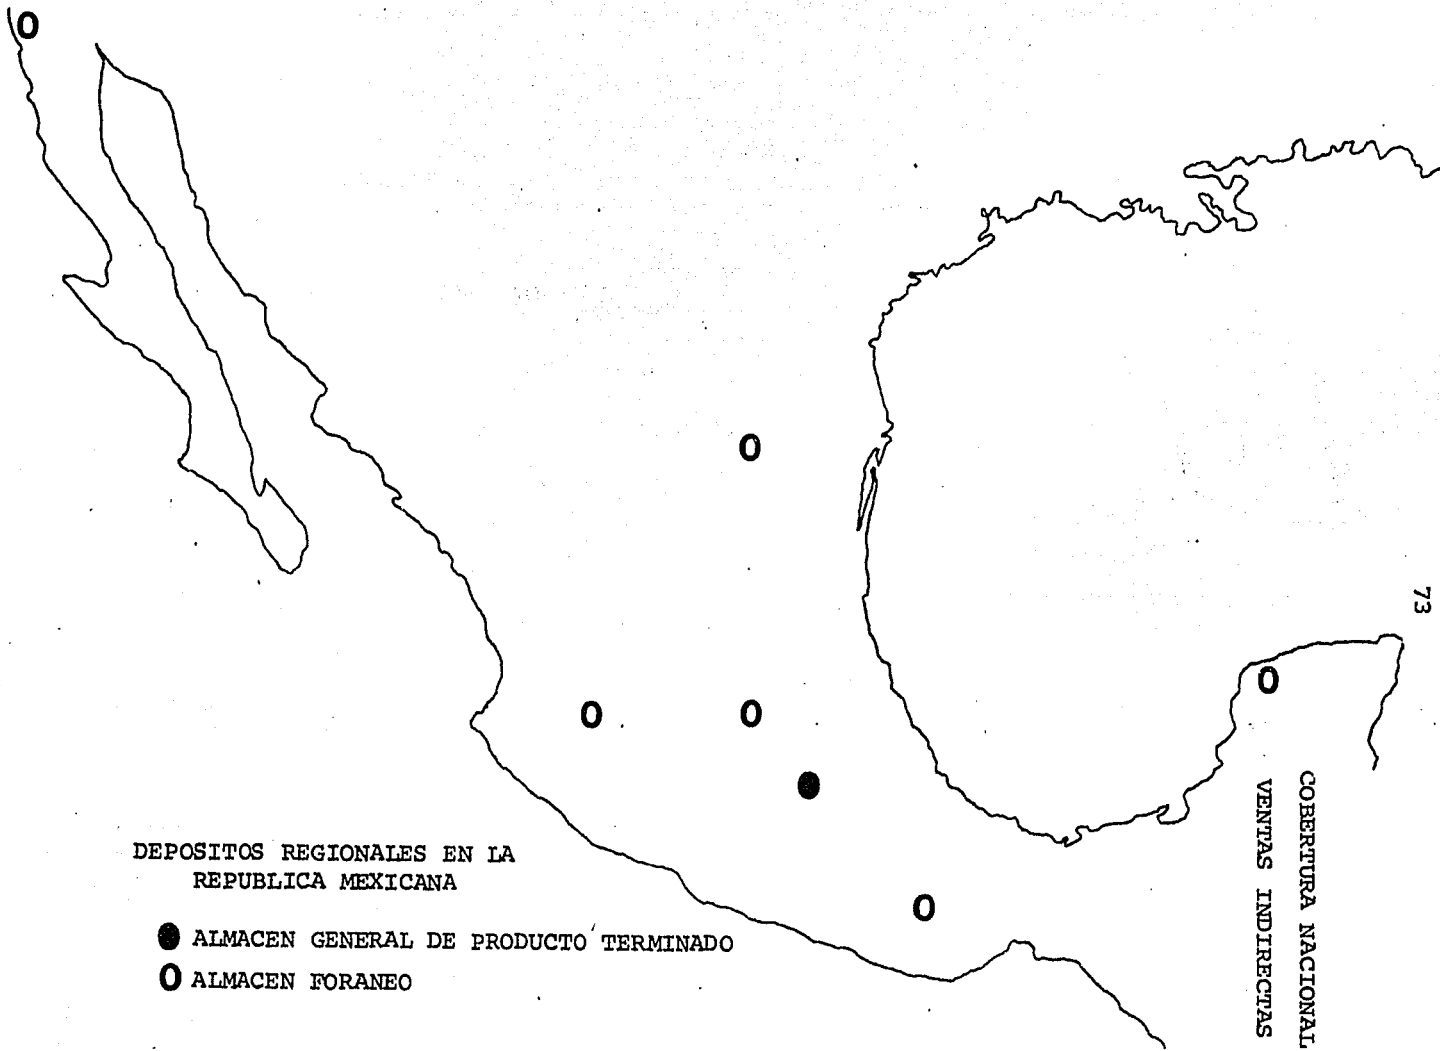 73
COBERTURA NACIONAL
VENTAS INDIRECTAS
DEPOSITOS REGIONALES EN LA
REPUBLICA MEXICANA
ALMACEN GENERAL DE PRODUCTO TERMINADO
ALMACEN FORANEO